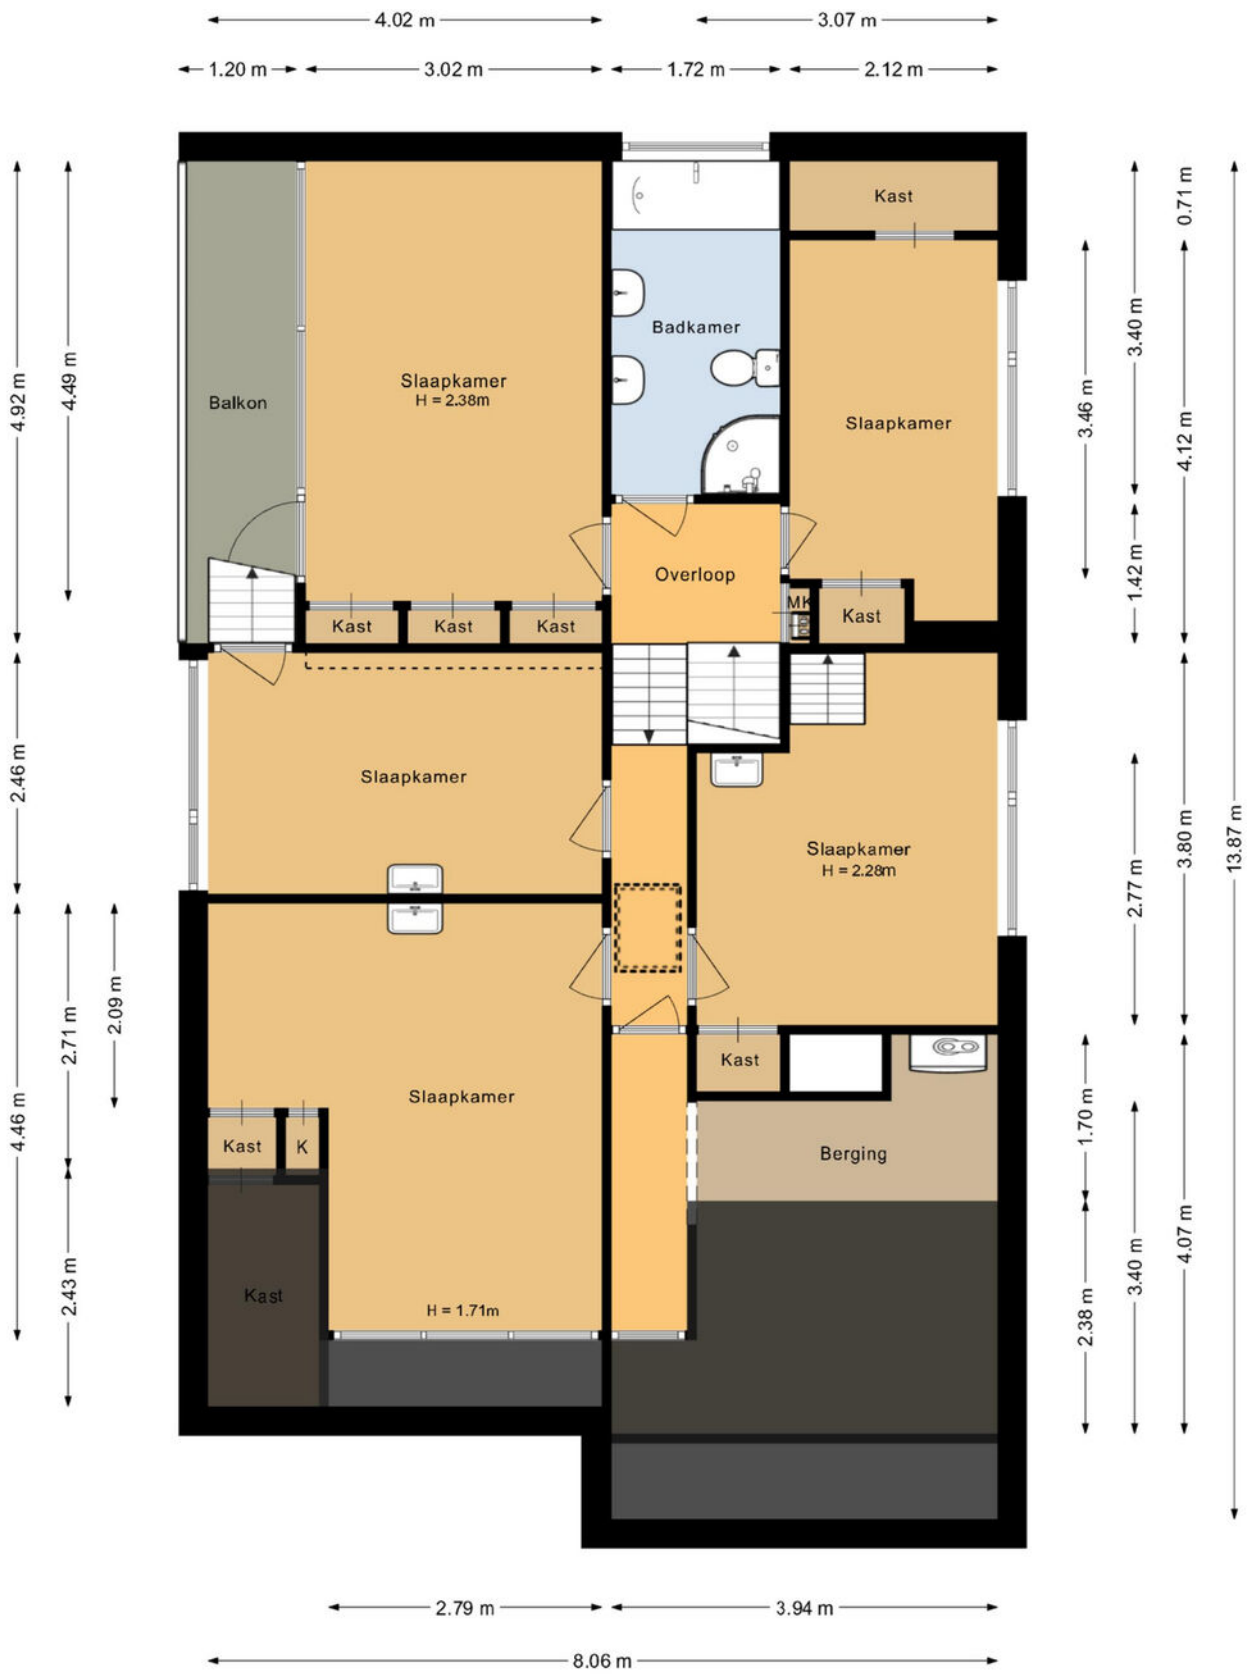 4.02 m
3.07 m
1.20 m
3.02 m
1.72 m
2.12 m
Kast
0.71 m
Badkamer
3.40 m
4.49 m
4.92 m
Slaapkamer
H = 2.38m
Balkon
Slaapkamer
3.46 m
4.12 m
Overloop
1.42 m
MK
Kast
Kast
Kast
Kast
2.46 m
Slaapkamer
Slaapkamer
H = 2.28m
2.77 m
3.80 m
13.87 m
2.09 m
2.71 m
4.46 m
Kast
Slaapkamer
1.70 m
Kast
K
Berging
4.07 m
2.43 m
Kast
H = 1.71m
2.38 m
3.40 m
2.79 m
3.94 m
8.06 m